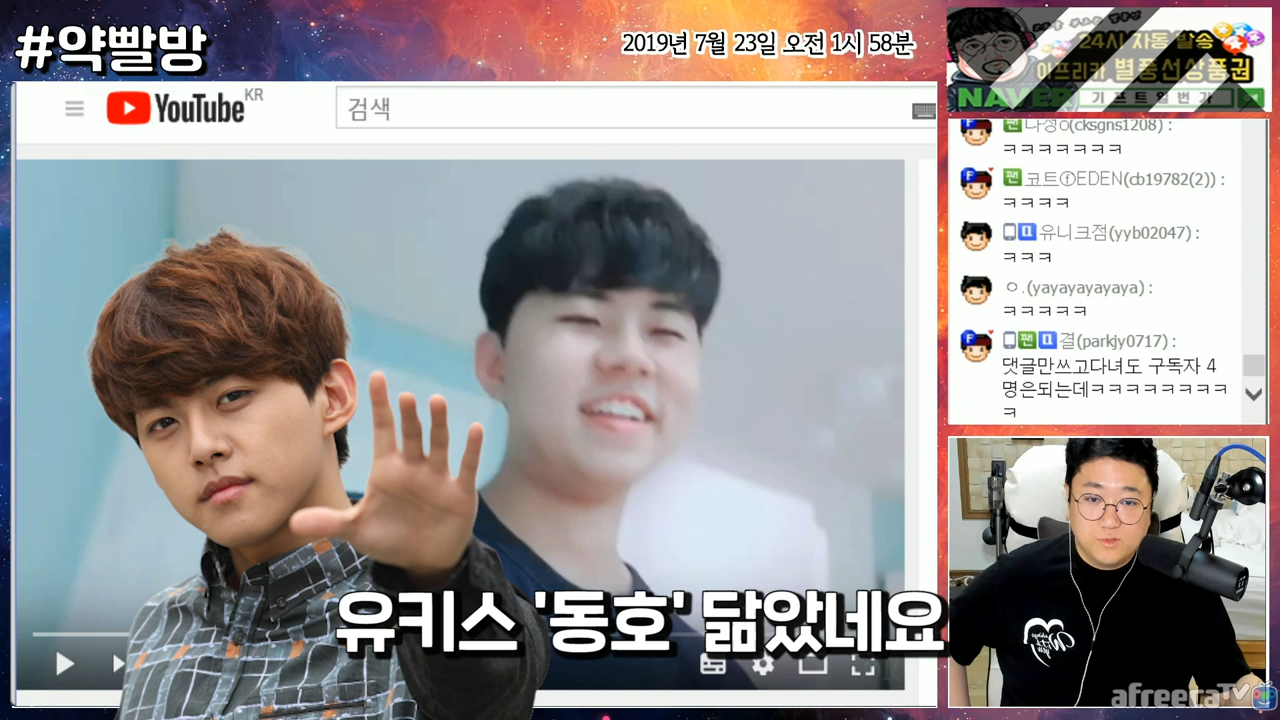 #약빨방
2019년 7월 23일 오전 1시 58분
24시 자동 발송
아프리카 별풍선상품권
NAVER 기프트일번가
YouTube KR
검색
(cksgns1208) :
ㅋㅋㅋㅋㅋㅋㅋ
팬 코트ⓕEDEN(cb19782(2)) :
ㅋㅋㅋㅋ
유니크점(yyb02047) :
ㅋㅋㅋ
ㅇ.(yayayayayaya) :
ㅋㅋㅋㅋㅋ
팬 결(parkjy0717) :
댓글만쓰고다녀도 구독자 4
명은되는데ㅋㅋㅋㅋㅋㅋㅋㅋ
ㅋ
유키스 '동호' 닮았네요
afreecaTV